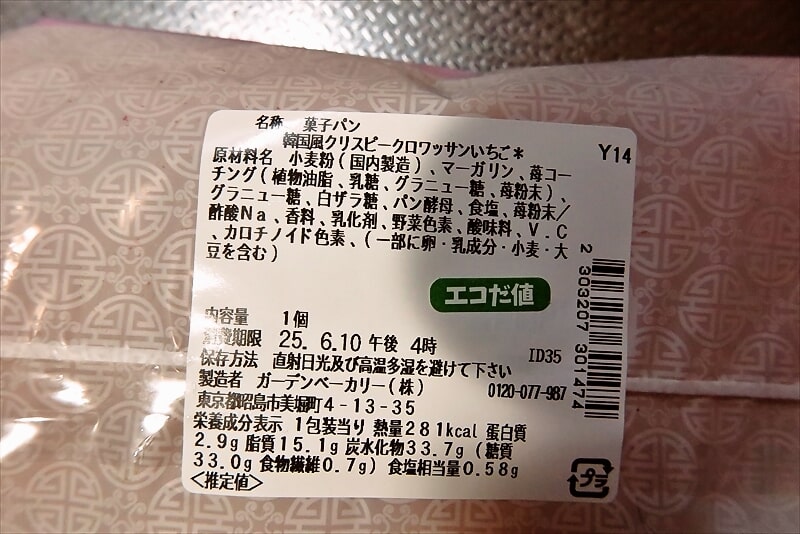 名称 菓子パン
韓国風クリスピークロワッサンいちご*
Y14
原材料名 小麦粉(国内製造)、マーガリン、苺コー
チング(植物油脂、乳糖、グラニュー糖、苺粉末)、
グラニュー糖、白ザラ糖、パン酵母、食塩、苺粉末/
酢酸Na、香料、乳化剤、野菜色素、酸味料、V.C
、カロチノイド色素、(一部に卵・乳成分・小麦・大
豆を含む)
エコだ値
2 303207 301474
内容量 1個
消費期限 25. 6.10 午後 4時
ID35
保存方法 直射日光及び高温多湿を避けて下さい
製造者 ガーデンベーカリー(株)
0120-077-987
東京都昭島市美堀町4-13-35
栄養成分表示 1包装当り 熱量281kcal 蛋白質
2.9g 脂質15.1g 炭水化物33.7g (糖質
33.0g 食物繊維0.7g) 食塩相当量0.58g
<推定値>
プラ